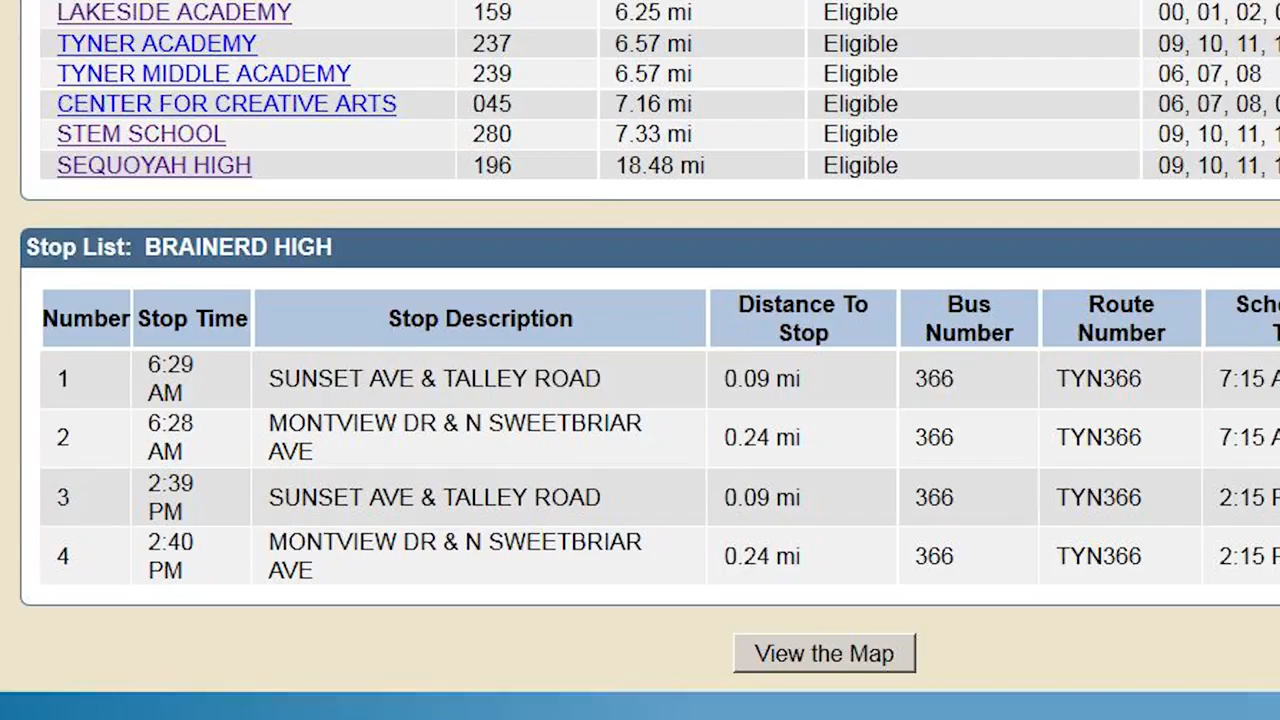 LAKESIDE ACADEMY 159 6.25 mi Eligible 00, 01, 02,
TYNER ACADEMY 237 6.57 mi Eligible 09, 10, 11,
TYNER MIDDLE ACADEMY 239 6.57 mi Eligible 06, 07, 08
CENTER FOR CREATIVE ARTS 045 7.16 mi Eligible 06, 07, 08,
STEM SCHOOL 280 7.33 mi Eligible 09, 10, 11,
SEQUOYAH HIGH 196 18.48 mi Eligible 09, 10, 11,
Stop List: BRAINERD HIGH
Number Stop Time Stop Description Distance To Stop Bus Number Route Number
1 6:29 AM SUNSET AVE & TALLEY ROAD 0.09 mi 366 TYN366 7:15
2 6:28 AM MONTVIEW DR & N SWEETBRIAR AVE 0.24 mi 366 TYN366 7:15
3 2:39 PM SUNSET AVE & TALLEY ROAD 0.09 mi 366 TYN366 2:15
4 2:40 PM MONTVIEW DR & N SWEETBRIAR AVE 0.24 mi 366 TYN366 2:15
View the Map